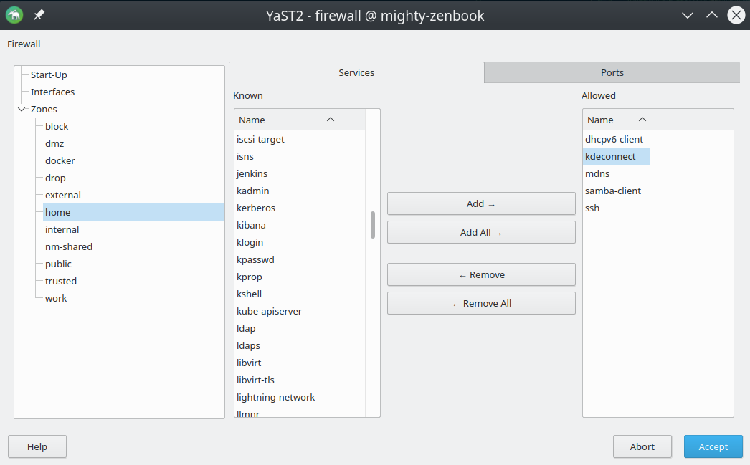 YaST2 - firewall @ mighty-zenbook
Firewall
Start-Up
Interfaces
Zones
block
dmz
docker
drop
external
home
internal
nm-shared
public
trusted
work
Services
Ports
Known
Name
iscsi-target
isns
jenkins
kadmin
kerberos
kibana
klogin
kpasswd
kprop
kshell
kube-apiserver
ldap
ldaps
libvirt
libvirt-tls
lightning-network
llmnr
Add →
Add All →
← Remove
← Remove All
Allowed
Name
dhcpv6-client
kdeconnect
mdns
samba-client
ssh
Help
Abort
Accept